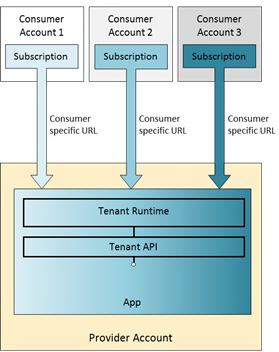 Consumer
Account 1
Consumer
Account 2
Consumer
Account 3
Subscription
Subscription
Subscription
Consumer
specific URL
Consumer
specific URL
Consumer
specific URL
Tenant Runtime
Tenant API
App
Provider Account